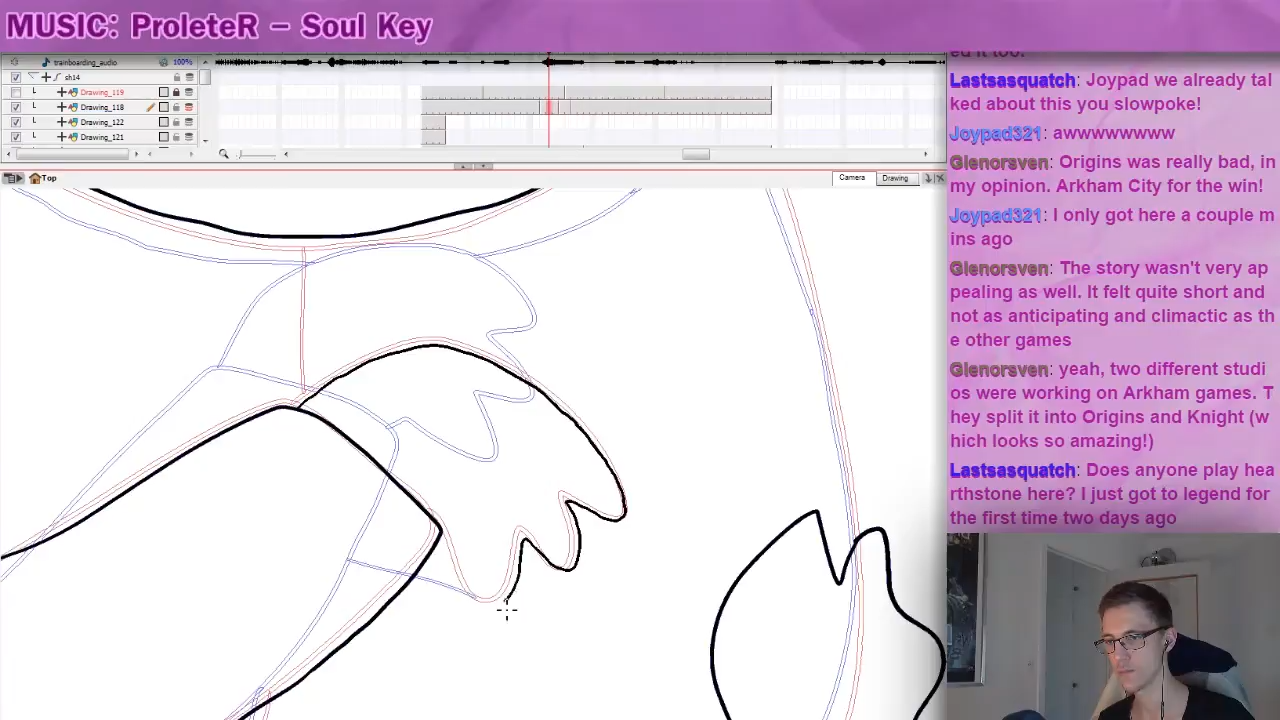 MUSIC: ProleteR – Soul Key
trainboarding_audio 100%
sh14
Drawing_119
Drawing_118
Drawing_122
Drawing_121
Top
Camera Drawing
ed it too.
Lastsasquatch: Joypad we already tal
ked about this you slowpoke!
Joypad321: awwwwwwww
Glenorsven: Origins was really bad, in
my opinion. Arkham City for the win!
Joypad321: I only got here a couple m
ins ago
Glenorsven: The story wasn't very ap
pealing as well. It felt quite short and
not as anticipating and climactic as th
e other games
Glenorsven: yeah, two different studi
os were working on Arkham games. T
hey split it into Origins and Knight (w
hich looks so amazing!)
Lastsasquatch: Does anyone play hea
rthstone here? I just got to legend for
the first time two days ago